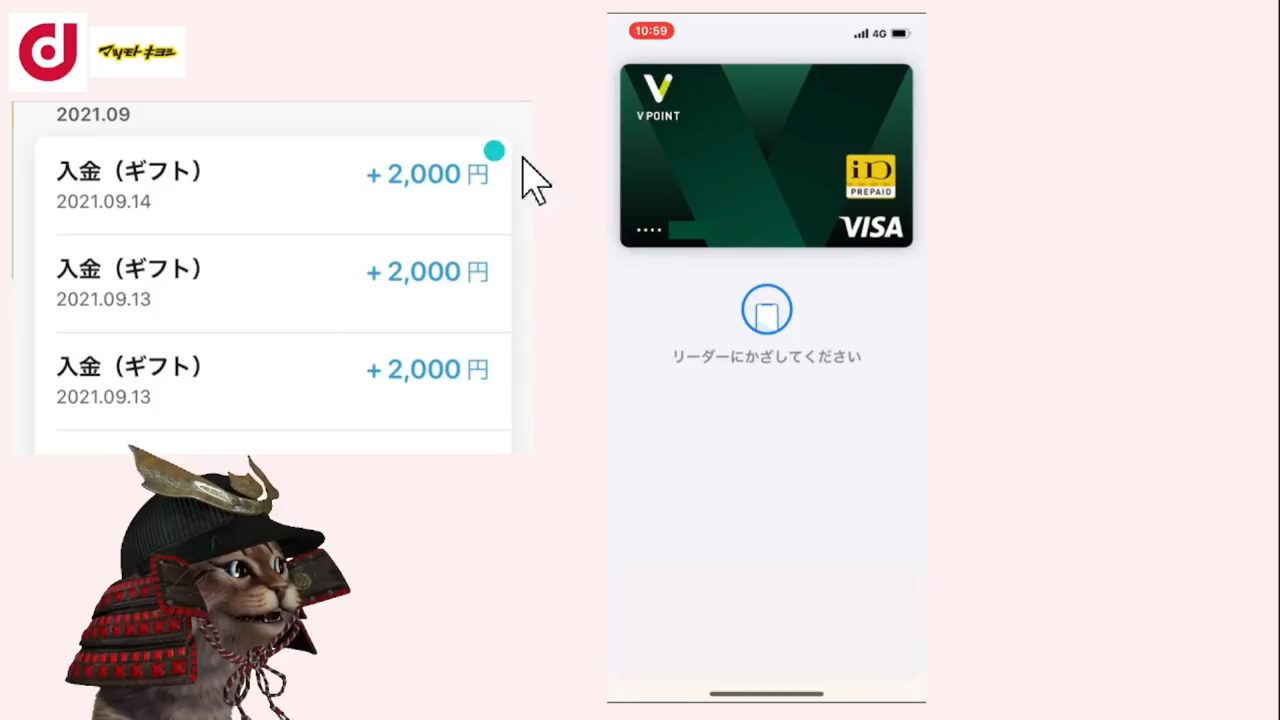 d
マツモトキヨシ
2021.09
入金（ギフト）
+ 2,000 円
2021.09.14
入金（ギフト）
+ 2,000 円
2021.09.13
入金（ギフト）
+ 2,000 円
2021.09.13
10:59
4G
V POINT
iD
PREPAID
VISA
リーダーにかざしてください